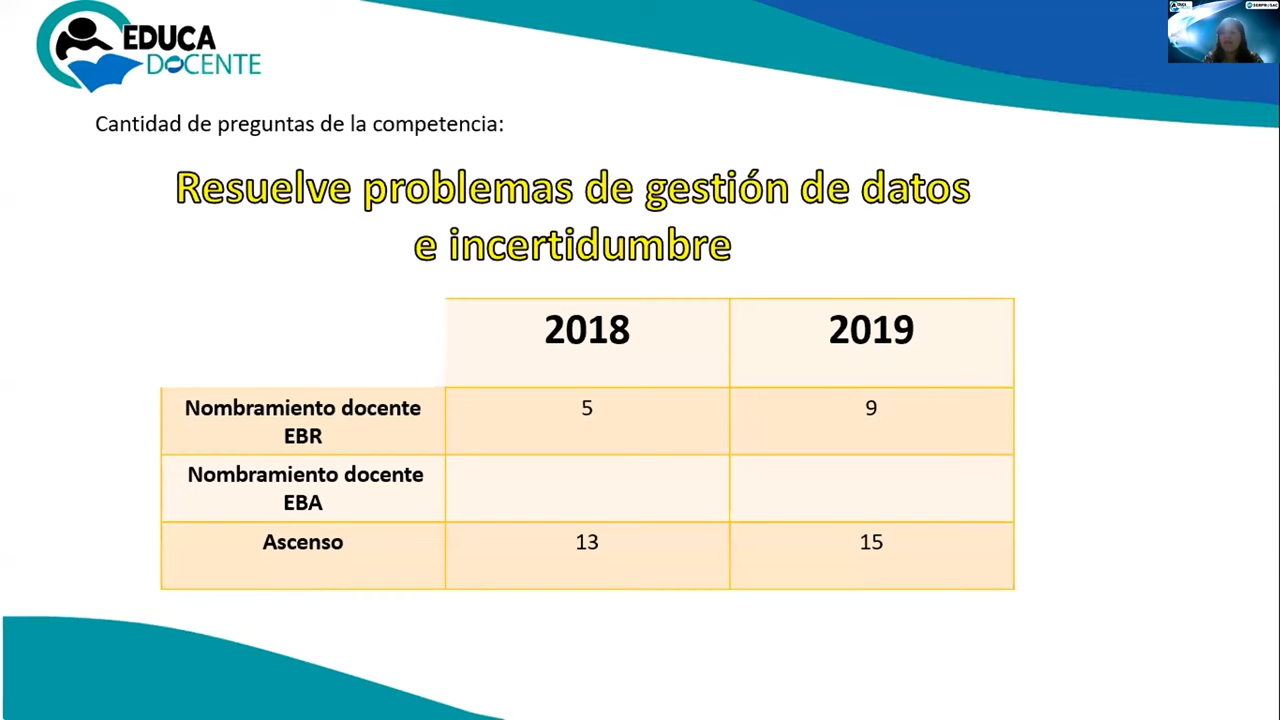 EDUCA
DOCENTE
Cantidad de preguntas de la competencia:
Resuelve problemas de gestión de datos
e incertidumbre
2018 2019
Nombramiento docente
EBR
5 9
Nombramiento docente
EBA
Ascenso 13 15